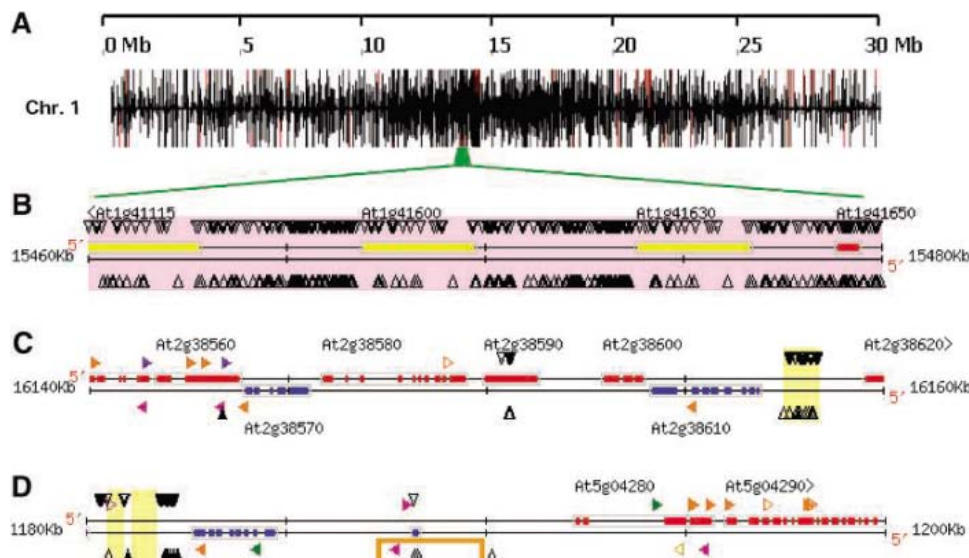 A
0 Mb 5 10 15 20 25 30 Mb
Chr. 1
B
<At1g41115 At1g41600 At1g41630 At1g41650
5'
15460Kb 15480Kb
5'
C
At2g38560 At2g38580 At2g38590 At2g38600 At2g38620>
5'
16140Kb 16160Kb
5'
At2g38570 At2g38610
D
At5g04280 At5g04290>
5'
1180Kb 1200Kb
5'